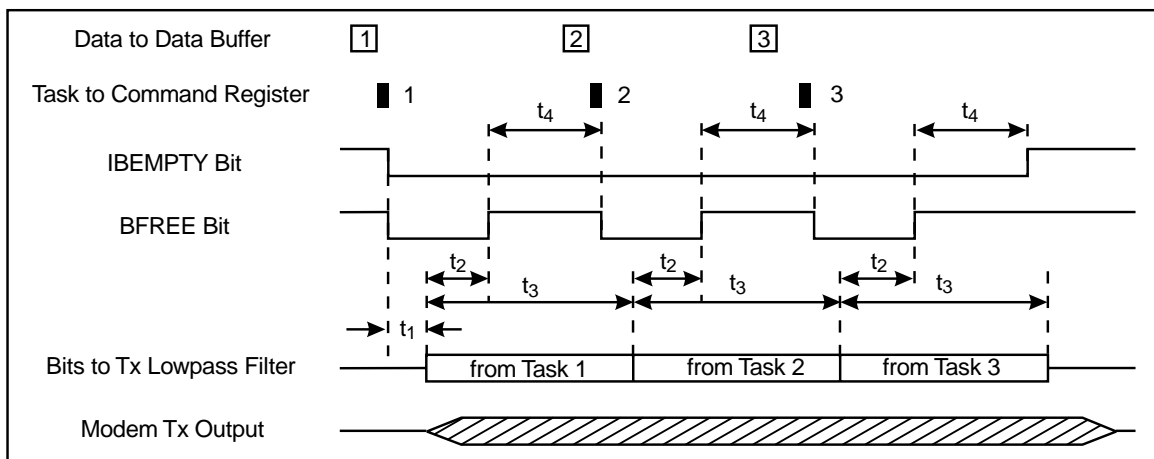 Data to Data Buffer 1 2 3
Task to Command Register 1 2 3
t4 t4 t4
IBEMPTY Bit
BFREE Bit
t2 t2 t2
t3 t3 t3
t1
Bits to Tx Lowpass Filter from Task 1 from Task 2 from Task 3
Modem Tx Output